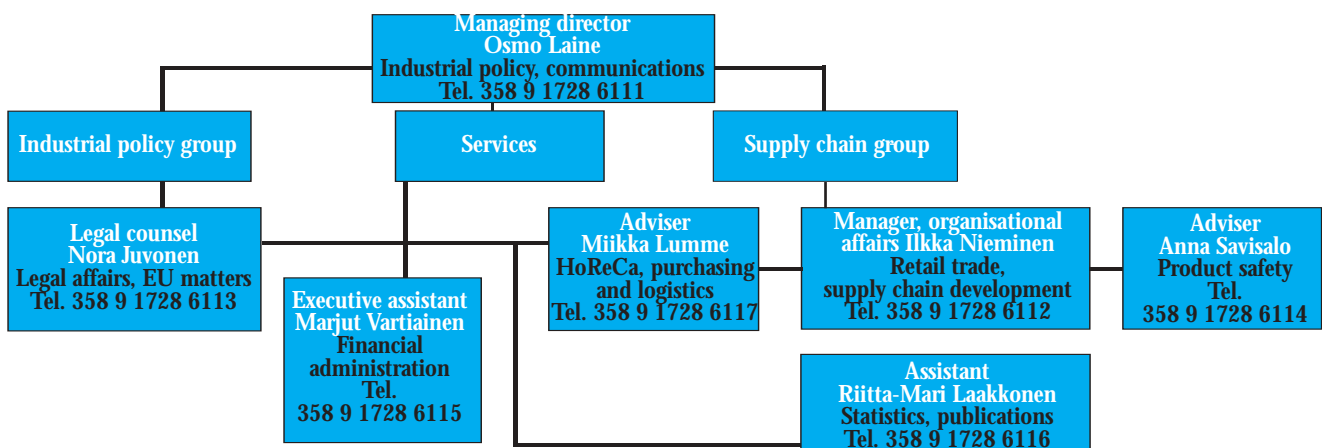 Managing director
Osmo Laine
Industrial policy, communications
Tel. 358 9 1728 6111
Industrial policy group
Services
Supply chain group
Legal counsel
Nora Juvonen
Legal affairs, EU matters
Tel. 358 9 1728 6113
Executive assistant
Marjut Vartiainen
Financial
administration
Tel.
358 9 1728 6115
Adviser
Miikka Lumme
HoReCa, purchasing
and logistics
Tel. 358 9 1728 6117
Manager, organisational
affairs Ilkka Nieminen
Retail trade,
supply chain development
Tel. 358 9 1728 6112
Adviser
Anna Savisalo
Product safety
Tel.
358 9 1728 6114
Assistant
Riitta-Mari Laakkonen
Statistics, publications
Tel. 358 9 1728 6116